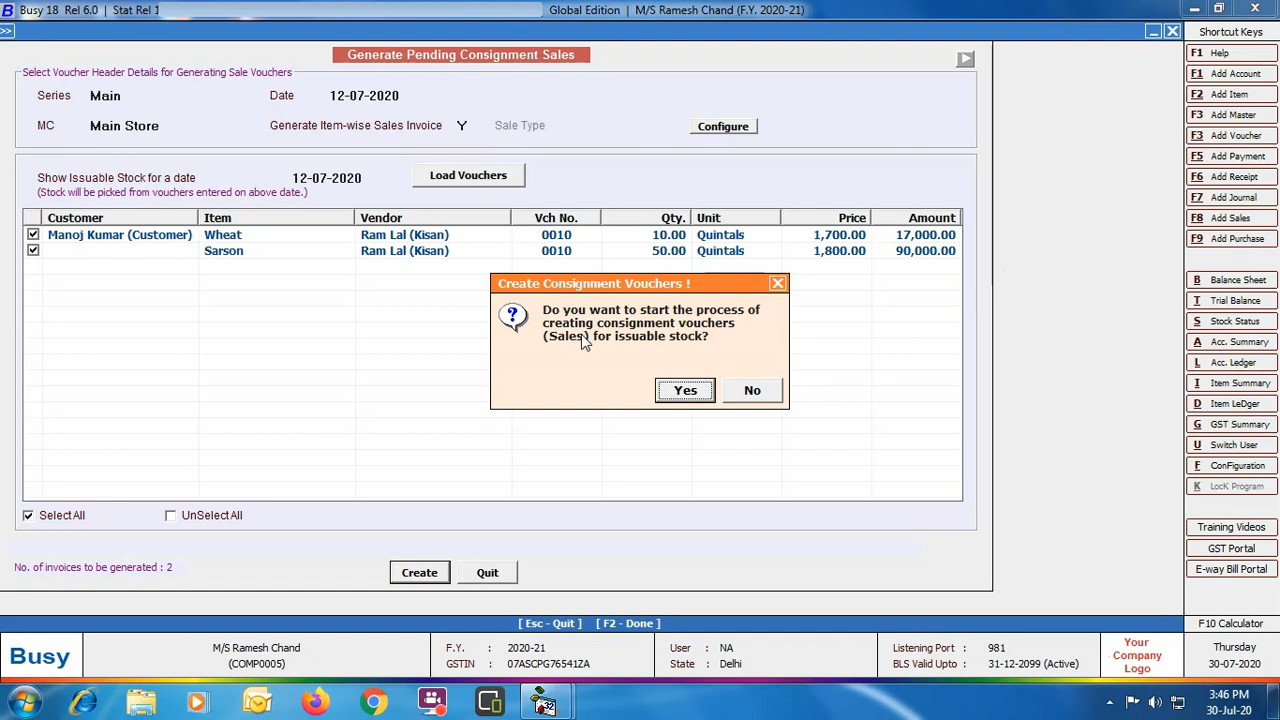 Busy 18 Rel 6.0 | Stat Rel 1
Global Edition | M/S Ramesh Chand (F.Y. 2020-21)
>>
Generate Pending Consignment Sales
Select Voucher Header Details for Generating Sale Vouchers
Series Main Date 12-07-2020
MC Main Store Generate Item-wise Sales Invoice Y Sale Type Configure
Show Issuable Stock for a date 12-07-2020 Load Vouchers
(Stock will be picked from vouchers entered on above date.)
Customer Item Vendor Vch No. Qty. Unit Price Amount
Manoj Kumar (Customer) Wheat Ram Lal (Kisan) 0010 10.00 Quintals 1,700.00 17,000.00
Sarson Ram Lal (Kisan) 0010 50.00 Quintals 1,800.00 90,000.00
Create Consignment Vouchers !
Do you want to start the process of
creating consignment vouchers
(Sales) for issuable stock?
Yes No
Select All UnSelect All
No. of invoices to be generated : 2
Create Quit
[ Esc - Quit ] [ F2 - Done ]
Shortcut Keys
F1 Help
F1 Add Account
F2 Add Item
F3 Add Master
F3 Add Voucher
F5 Add Payment
F6 Add Receipt
F7 Add Journal
F8 Add Sales
F9 Add Purchase
B Balance Sheet
T Trial Balance
S Stock Status
A Acc. Summary
L Acc. Ledger
I Item Summary
D Item LeDger
G GST Summary
U Switch User
F ConFiguration
K LocK Program
Training Videos
GST Portal
E-way Bill Portal
F10 Calculator
Busy
M/S Ramesh Chand
(COMP0005)
F.Y. : 2020-21
GSTIN : 07ASCPG76541ZA
User : NA
State : Delhi
Listening Port : 981
BLS Valid Upto : 31-12-2099 (Active)
Your
Company
Logo
Thursday
30-07-2020
32
3:46 PM
30-Jul-20